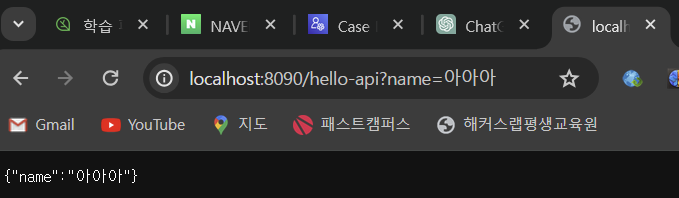 학습 NAVE Case ChatG localh
localhost:8090/hello-api?name=아아아
Gmail YouTube 지도 패스트캠퍼스 해커스랩평생교육원
{"name":"아아아"}